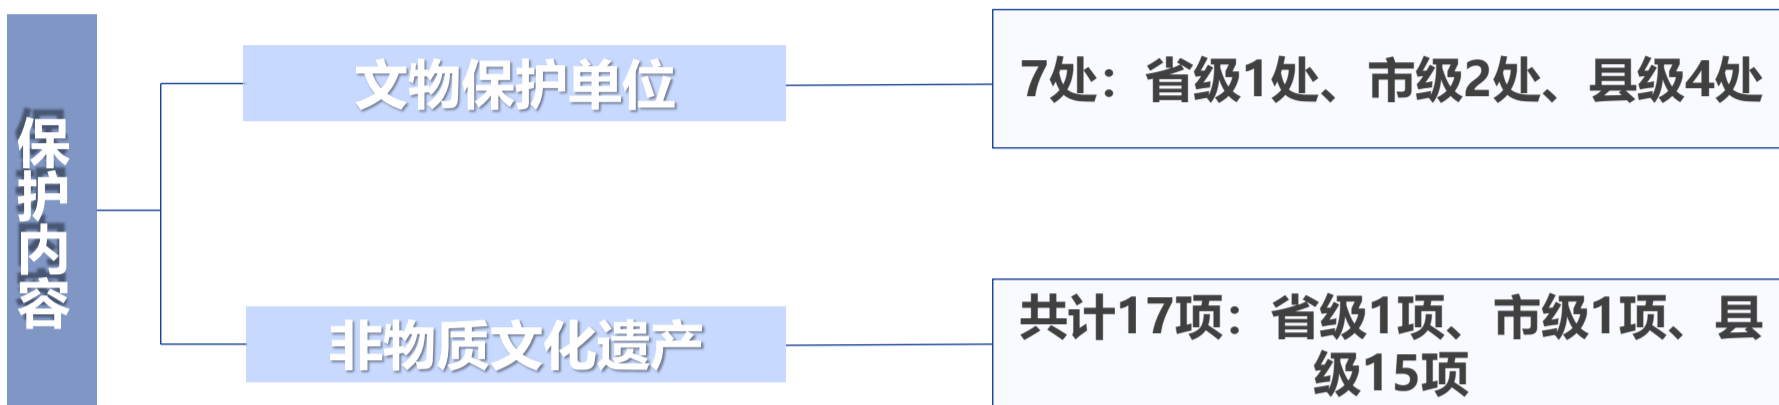 保护内容
文物保护单位
7处：省级1处、市级2处、县级4处
非物质文化遗产
共计17项：省级1项、市级1项、县
级15项